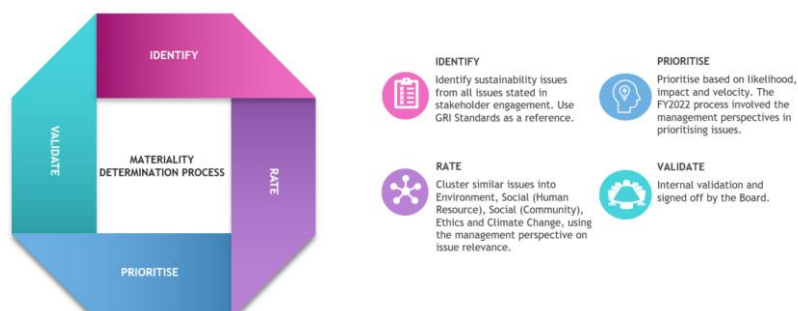 IDENTIFY
RATE
PRIORITISE
VALIDATE
MATERIALITY
DETERMINATION PROCESS
IDENTIFY
Identify sustainability issues
from all issues stated in
stakeholder engagement. Use
GRI Standards as a reference.
PRIORITISE
Prioritise based on likelihood,
impact and velocity. The
FY2022 process involved the
management perspectives in
prioritising issues.
RATE
Cluster similar issues into
Environment, Social (Human
Resource), Social (Community),
Ethics and Climate Change, using
the management perspective on
issue relevance.
VALIDATE
Internal validation and
signed off by the Board.